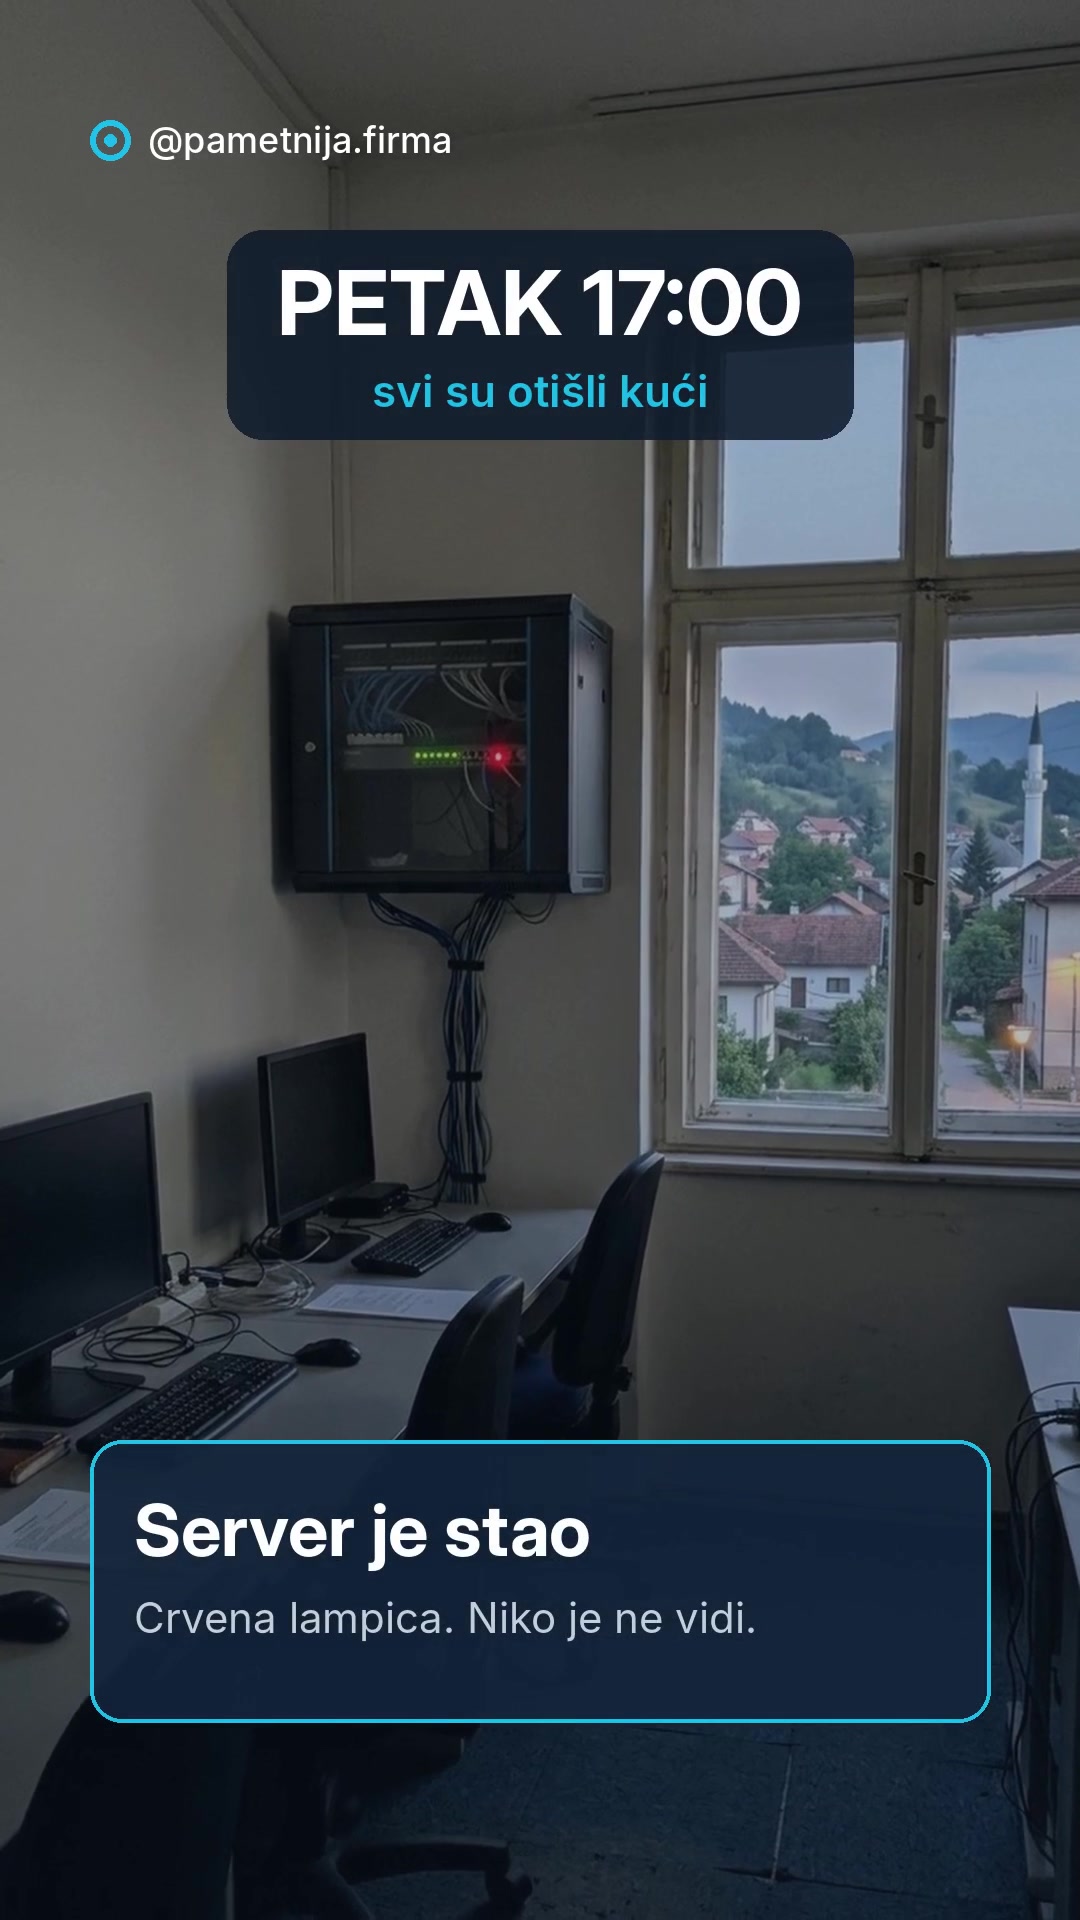 @pametnija.firma
PETAK 17:00
svi su otišli kući
Server je stao
Crvena lampica. Niko je ne vidi.